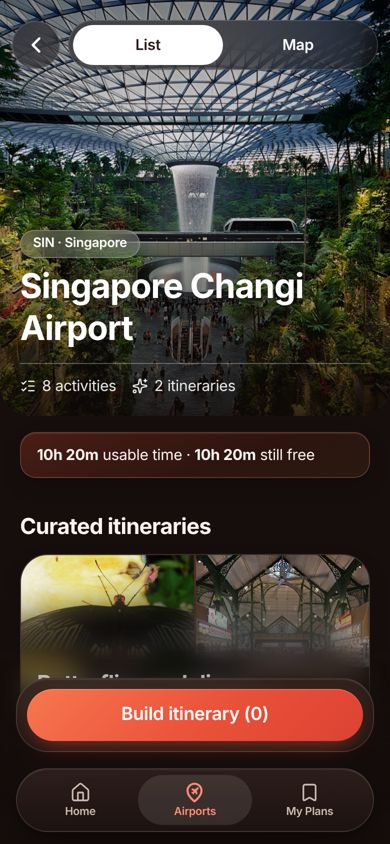 List
Map
SIN · Singapore
Singapore Changi
Airport
8 activities
2 itineraries
10h 20m usable time · 10h 20m still free
Curated itineraries
Build itinerary (0)
Home
Airports
My Plans